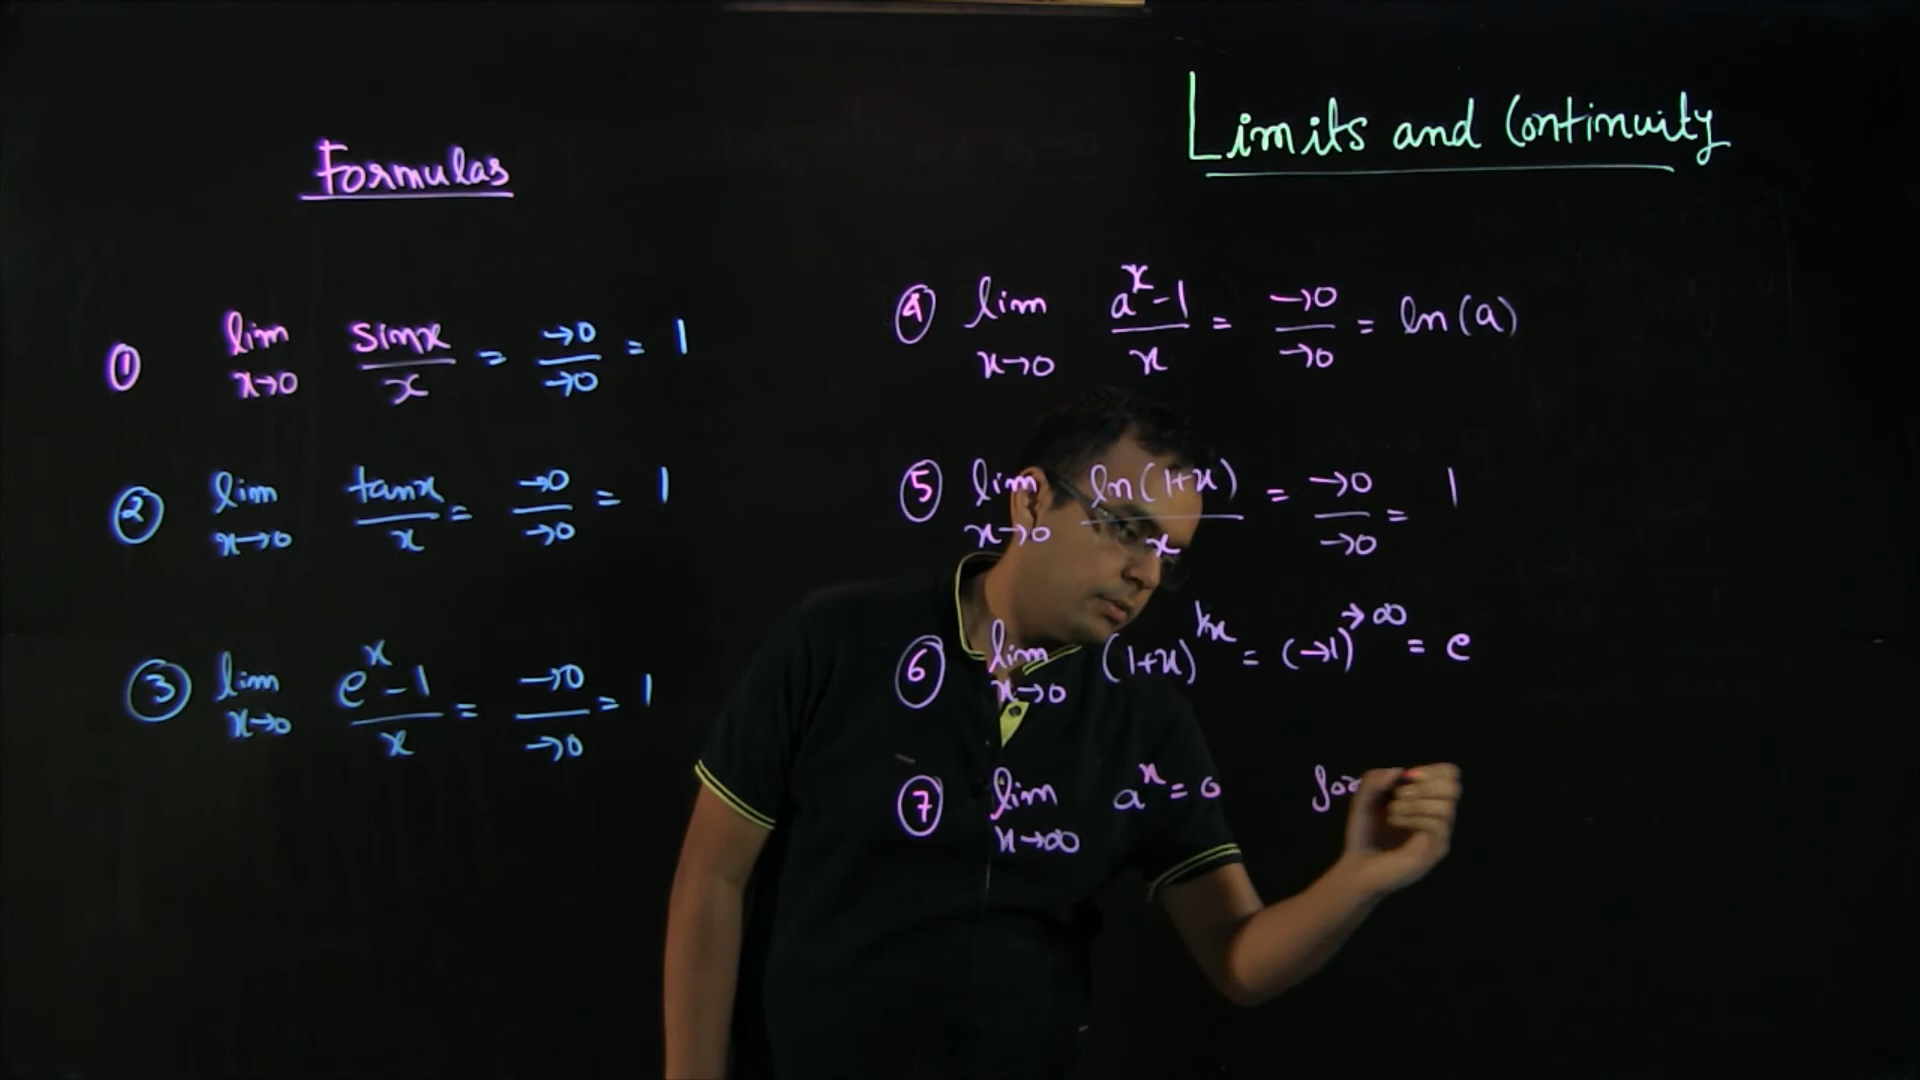 Limits and Continuity
Formulas
① lim x→0 sinx/x = →0/→0 = 1
② lim x→0 tanx/x = →0/→0 = 1
③ lim x→0 e^x-1/x = →0/→0 = 1
④ lim x→0 a^x-1/x = →0/→0 = ln(a)
⑤ lim x→0 ln(1+x)/x = →0/→0 = 1
⑥ lim x→0 (1+x)^1/x = (→1)^→∞ = e
⑦ lim x→∞ a^x = 0 for